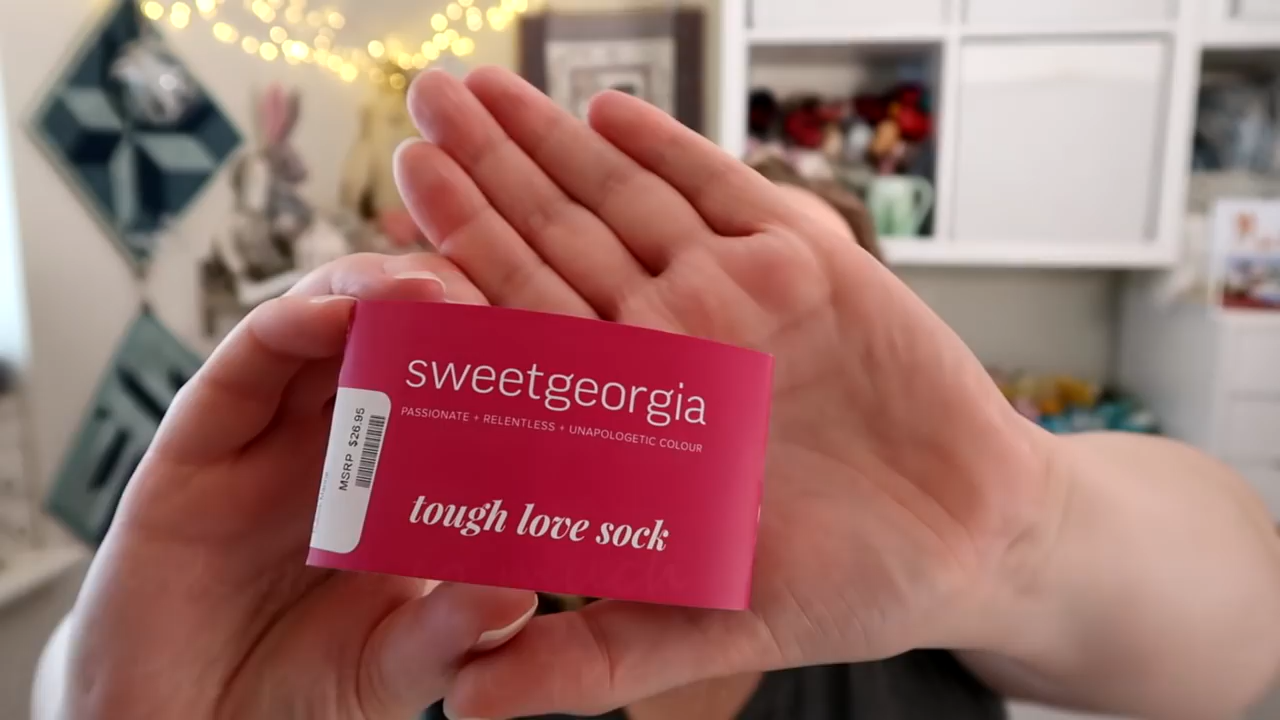 sweetgeorgia
PASSIONATE + RELENTLESS + UNAPOLOGETIC COLOUR
MSRP $26.95
tough love sock